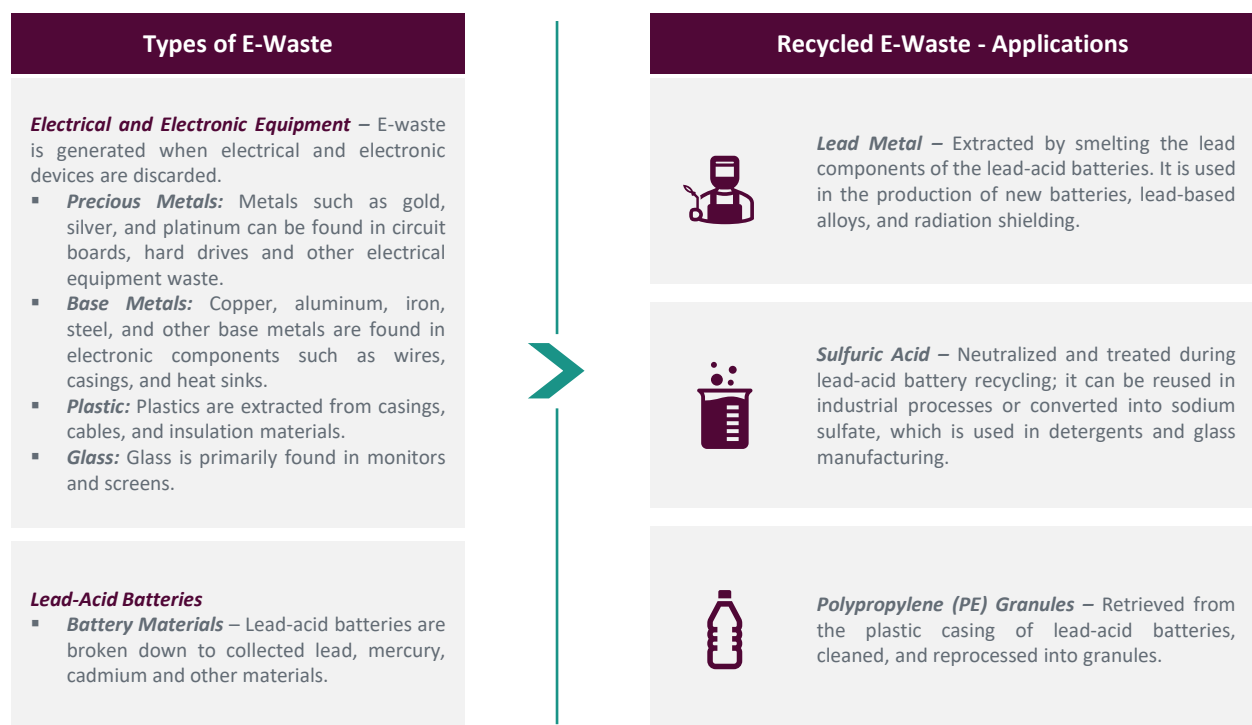 Types of E-Waste
Electrical and Electronic Equipment – E-waste
is generated when electrical and electronic
devices are discarded.
▪ Precious Metals: Metals such as gold,
silver, and platinum can be found in circuit
boards, hard drives and other electrical
equipment waste.
▪ Base Metals: Copper, aluminum, iron,
steel, and other base metals are found in
electronic components such as wires,
casings, and heat sinks.
▪ Plastic: Plastics are extracted from casings,
cables, and insulation materials.
▪ Glass: Glass is primarily found in monitors
and screens.
Lead-Acid Batteries
▪ Battery Materials – Lead-acid batteries are
broken down to collected lead, mercury,
cadmium and other materials.
Recycled E-Waste - Applications
Lead Metal – Extracted by smelting the lead
components of the lead-acid batteries. It is used
in the production of new batteries, lead-based
alloys, and radiation shielding.
Sulfuric Acid – Neutralized and treated during
lead-acid battery recycling; it can be reused in
industrial processes or converted into sodium
sulfate, which is used in detergents and glass
manufacturing.
Polypropylene (PE) Granules – Retrieved from
the plastic casing of lead-acid batteries,
cleaned, and reprocessed into granules.